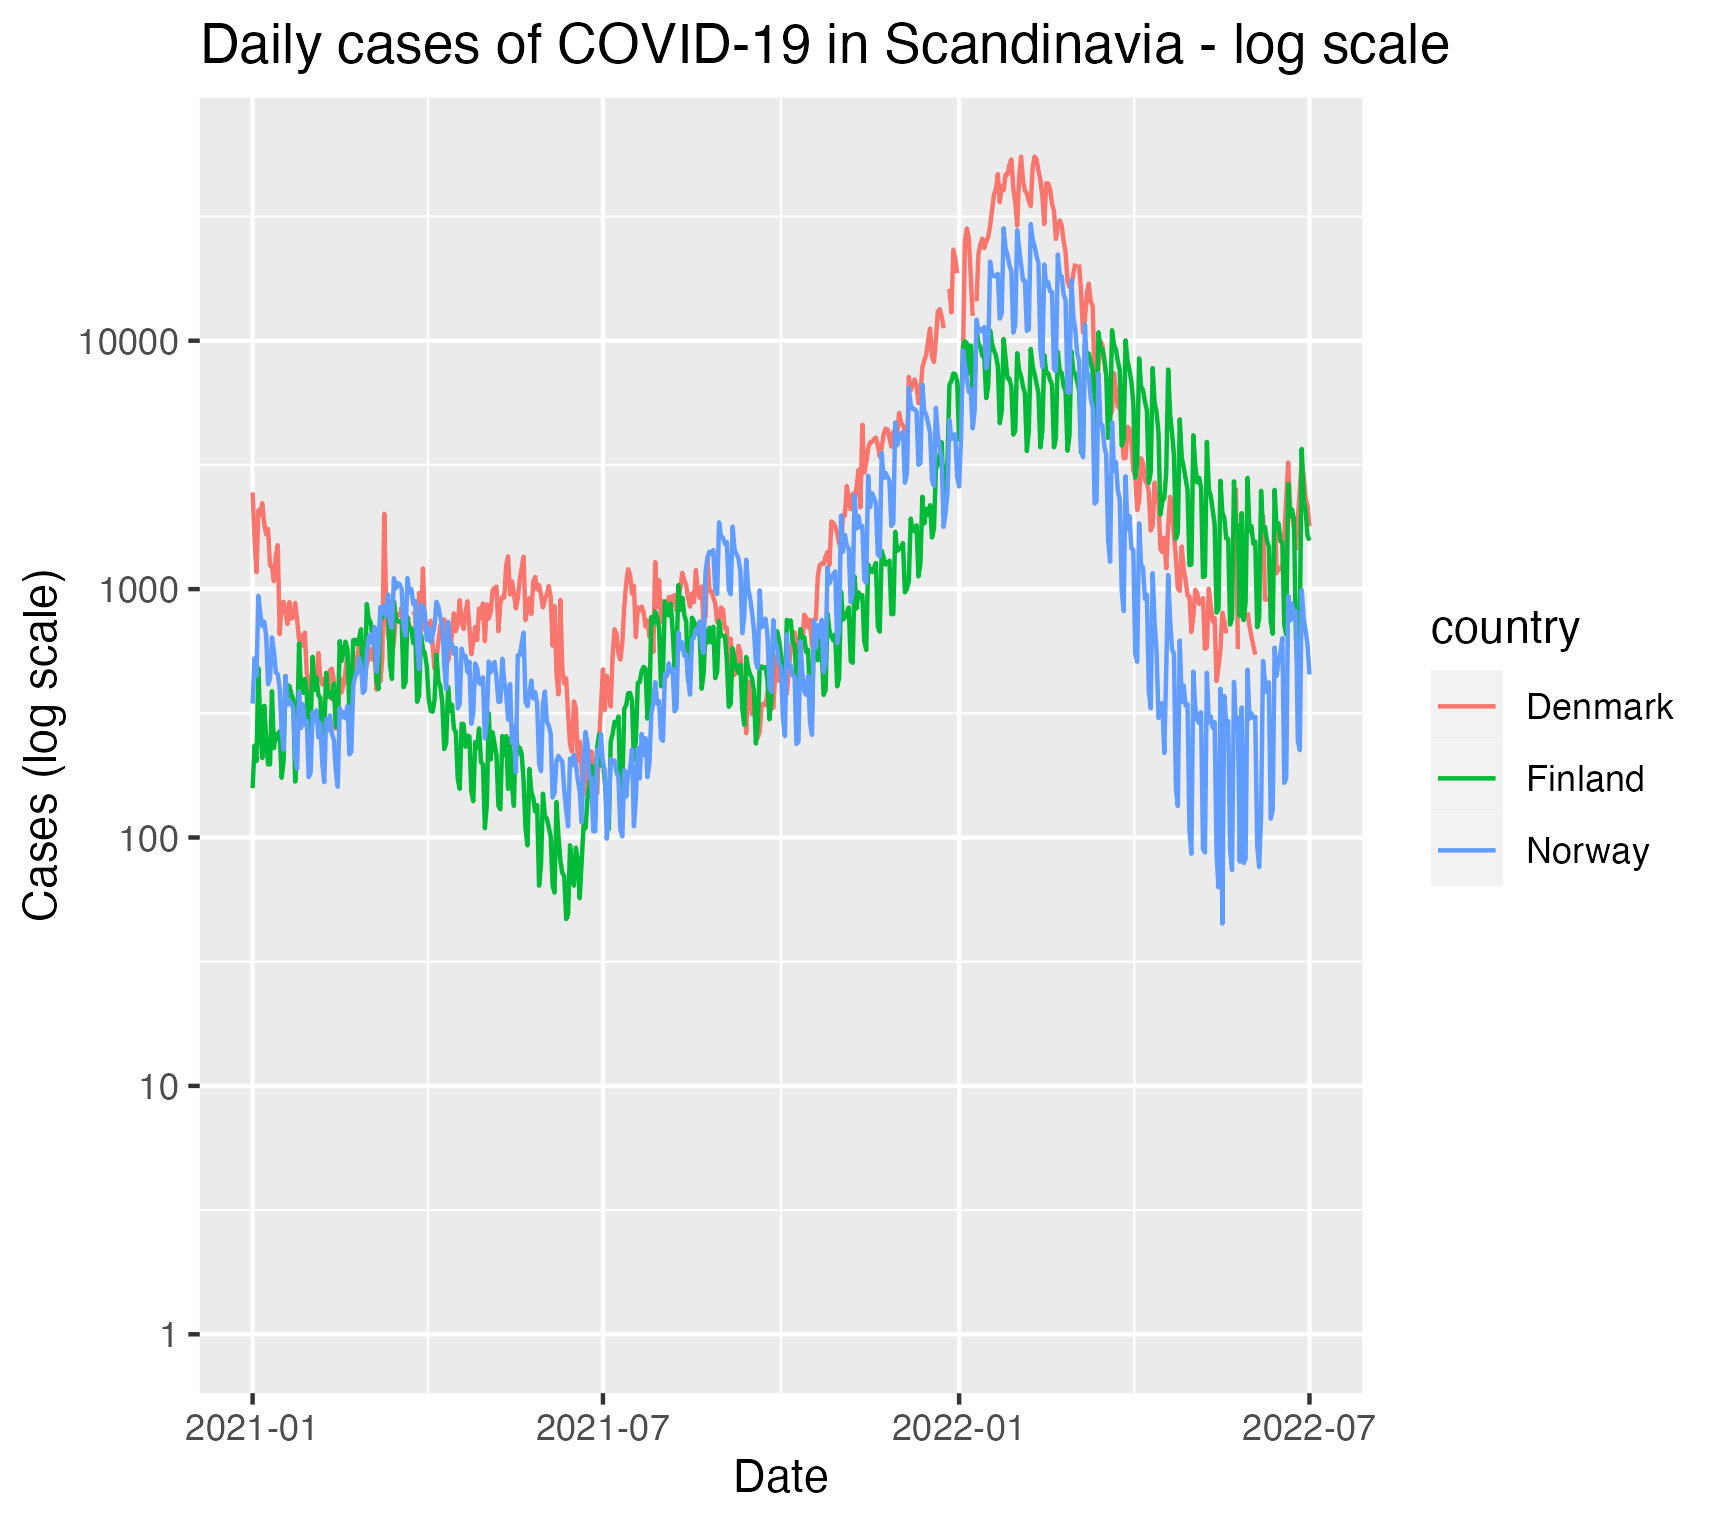 Daily cases of COVID-19 in Scandinavia - log scale
Cases (log scale)
10000
1000
100
10
1
2021-01
2021-07
2022-01
2022-07
Date
country
Denmark
Finland
Norway